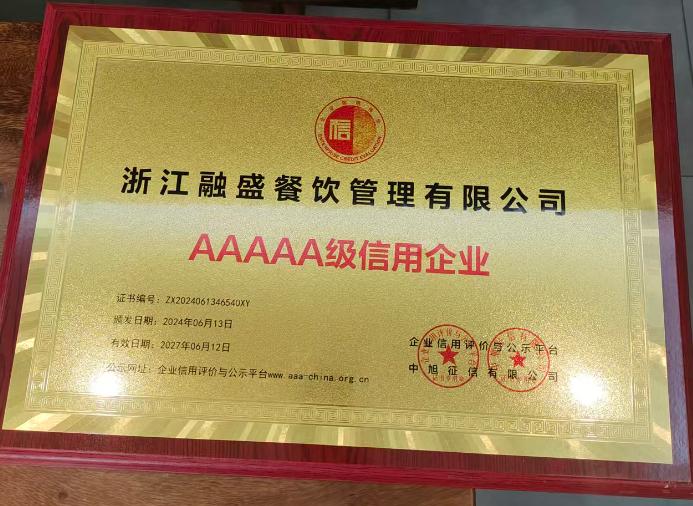 信
ENTERPRISE CREDIT EVALUATION
浙江融盛餐饮管理有限公司
AAAAA级信用企业
证书编号：ZX2024061346540XY
颁发日期：2024年06月13日
有效日期：2027年06月12日
公示网址：企业信用评价与公示平台www.aaa-china.org.cn
企业信用评价与公示平台
中旭征信有限公司